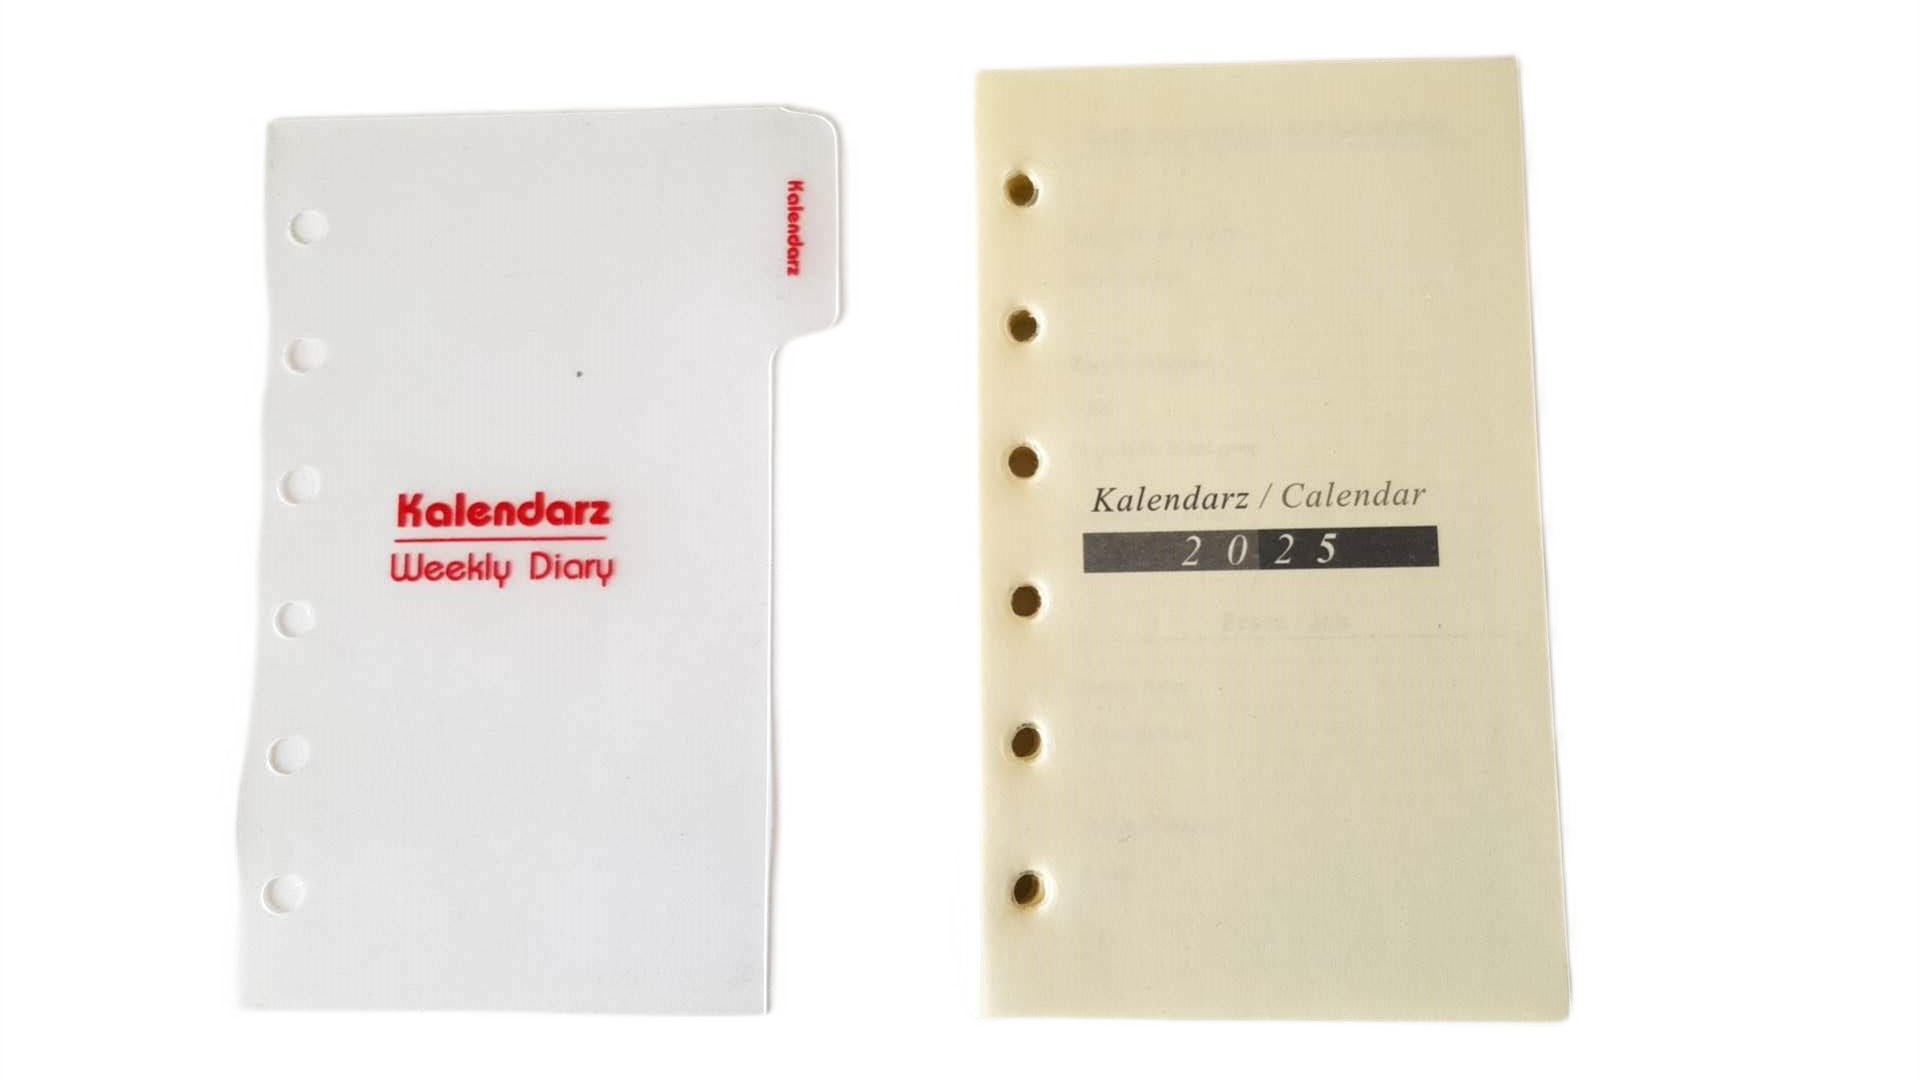 Kalendarz
Kalendarz
Weekly Diary
Kalendarz / Calendar
2025